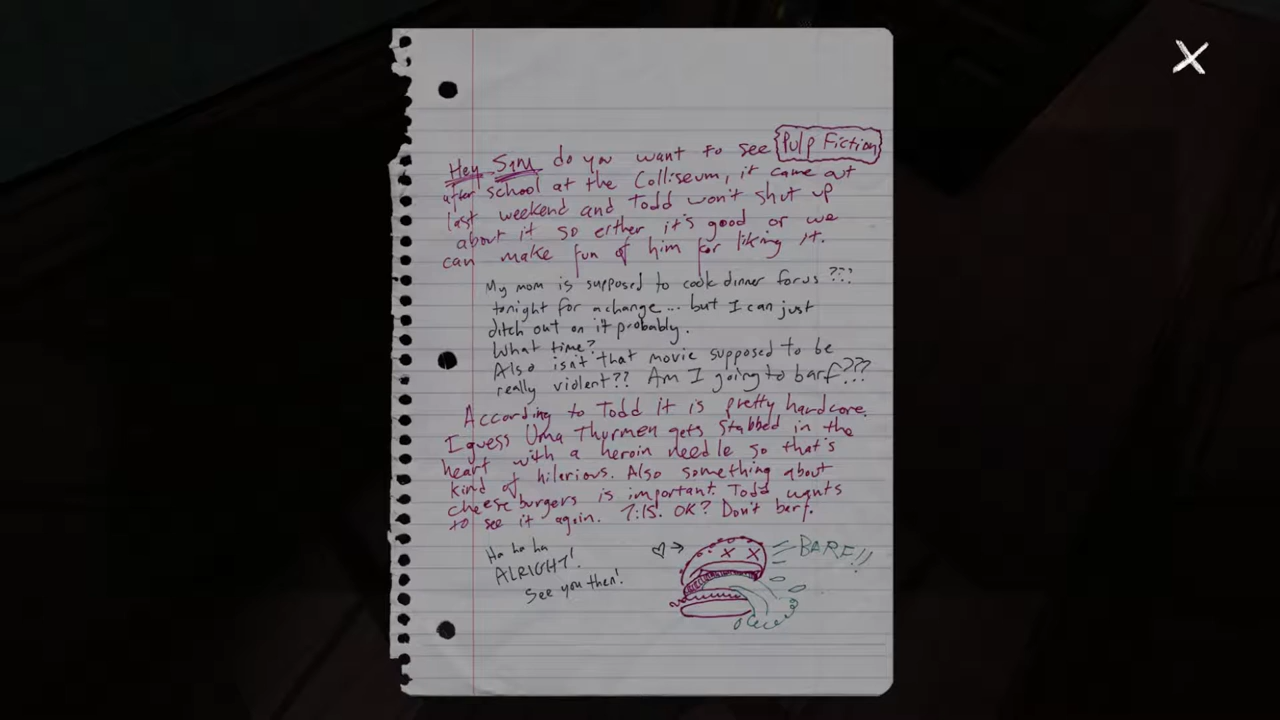 Hey Sam do you want to see Pulp Fiction
after school at the Colliseum, it came out
last weekend and Todd won't shut up
about it so either it's good or we
can make fun of him for liking it.
My mom is supposed to cook dinner for us ???
tonight for a change... but I can just
ditch out on it probably.
What time?
Also isn't that movie supposed to be
really violent?? Am I going to barf???
According to Todd it is pretty hardcore.
I guess Uma Thurmen gets stabbed in the
heart with a heroin needle so that's
kind of hilarious. Also something about
cheese burgers is important. Todd wants
to see it again. 7:15. OK? Don't barf.
Ha ha ha
ALRIGHT!
See you then!
BARF!!